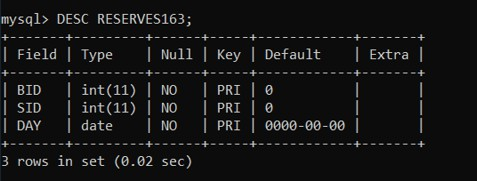 mysql> DESC RESERVES163;
+-------+---------+------+-----+------------+-------+
| Field | Type    | Null | Key | Default    | Extra |
+-------+---------+------+-----+------------+-------+
| BID   | int(11) | NO   | PRI | 0          |       |
| SID   | int(11) | NO   | PRI | 0          |       |
| DAY   | date    | NO   | PRI | 0000-00-00 |       |
+-------+---------+------+-----+------------+-------+
3 rows in set (0.02 sec)